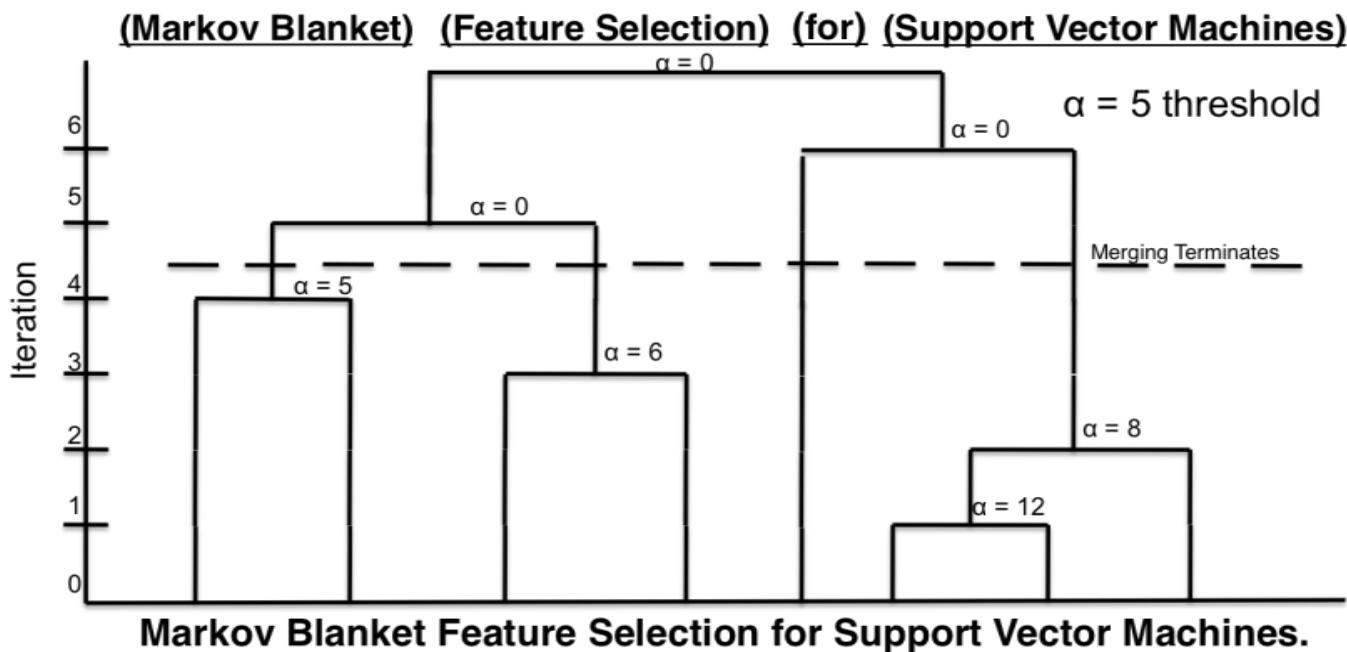 (Markov Blanket) (Feature Selection) (for) (Support Vector Machines)
α = 0
α = 5 threshold
6
α = 0
5
α = 0
Merging Terminates
4
α = 5
Iteration
3
α = 6
2
α = 8
1
α = 12
0
Markov Blanket Feature Selection for Support Vector Machines.